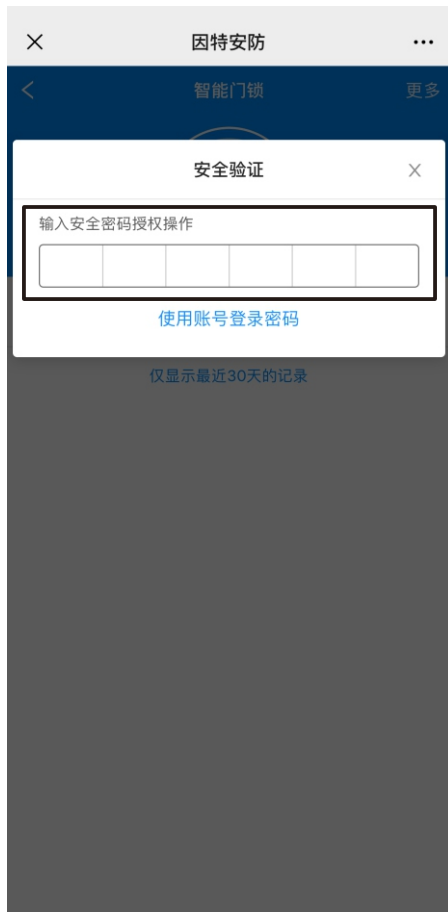 因特安防
智能门锁
更多
安全验证
输入安全密码授权操作
使用账号登录密码
仅显示最近30天的记录